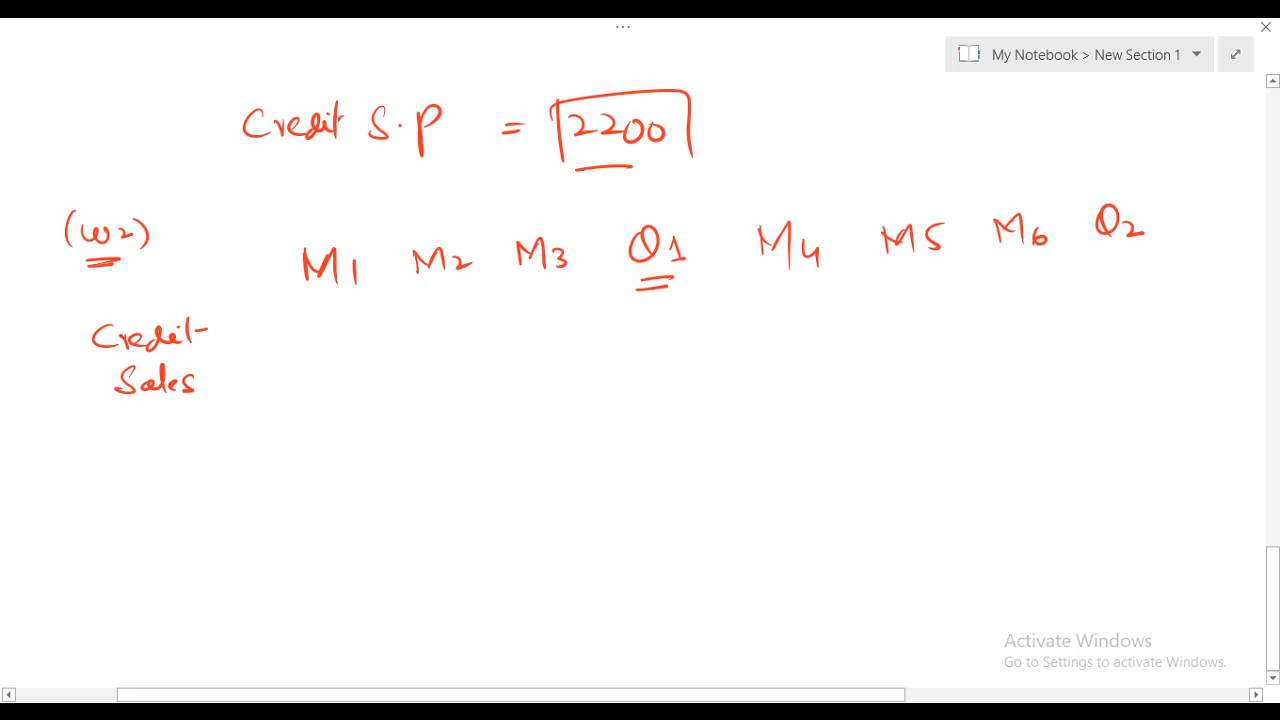 My Notebook > New Section 1
Credit S.P = 2200
(W2)
M1 M2 M3 Q1 M4 M5 M6 Q2
Credit
Sales
Activate Windows
Go to Settings to activate Windows.